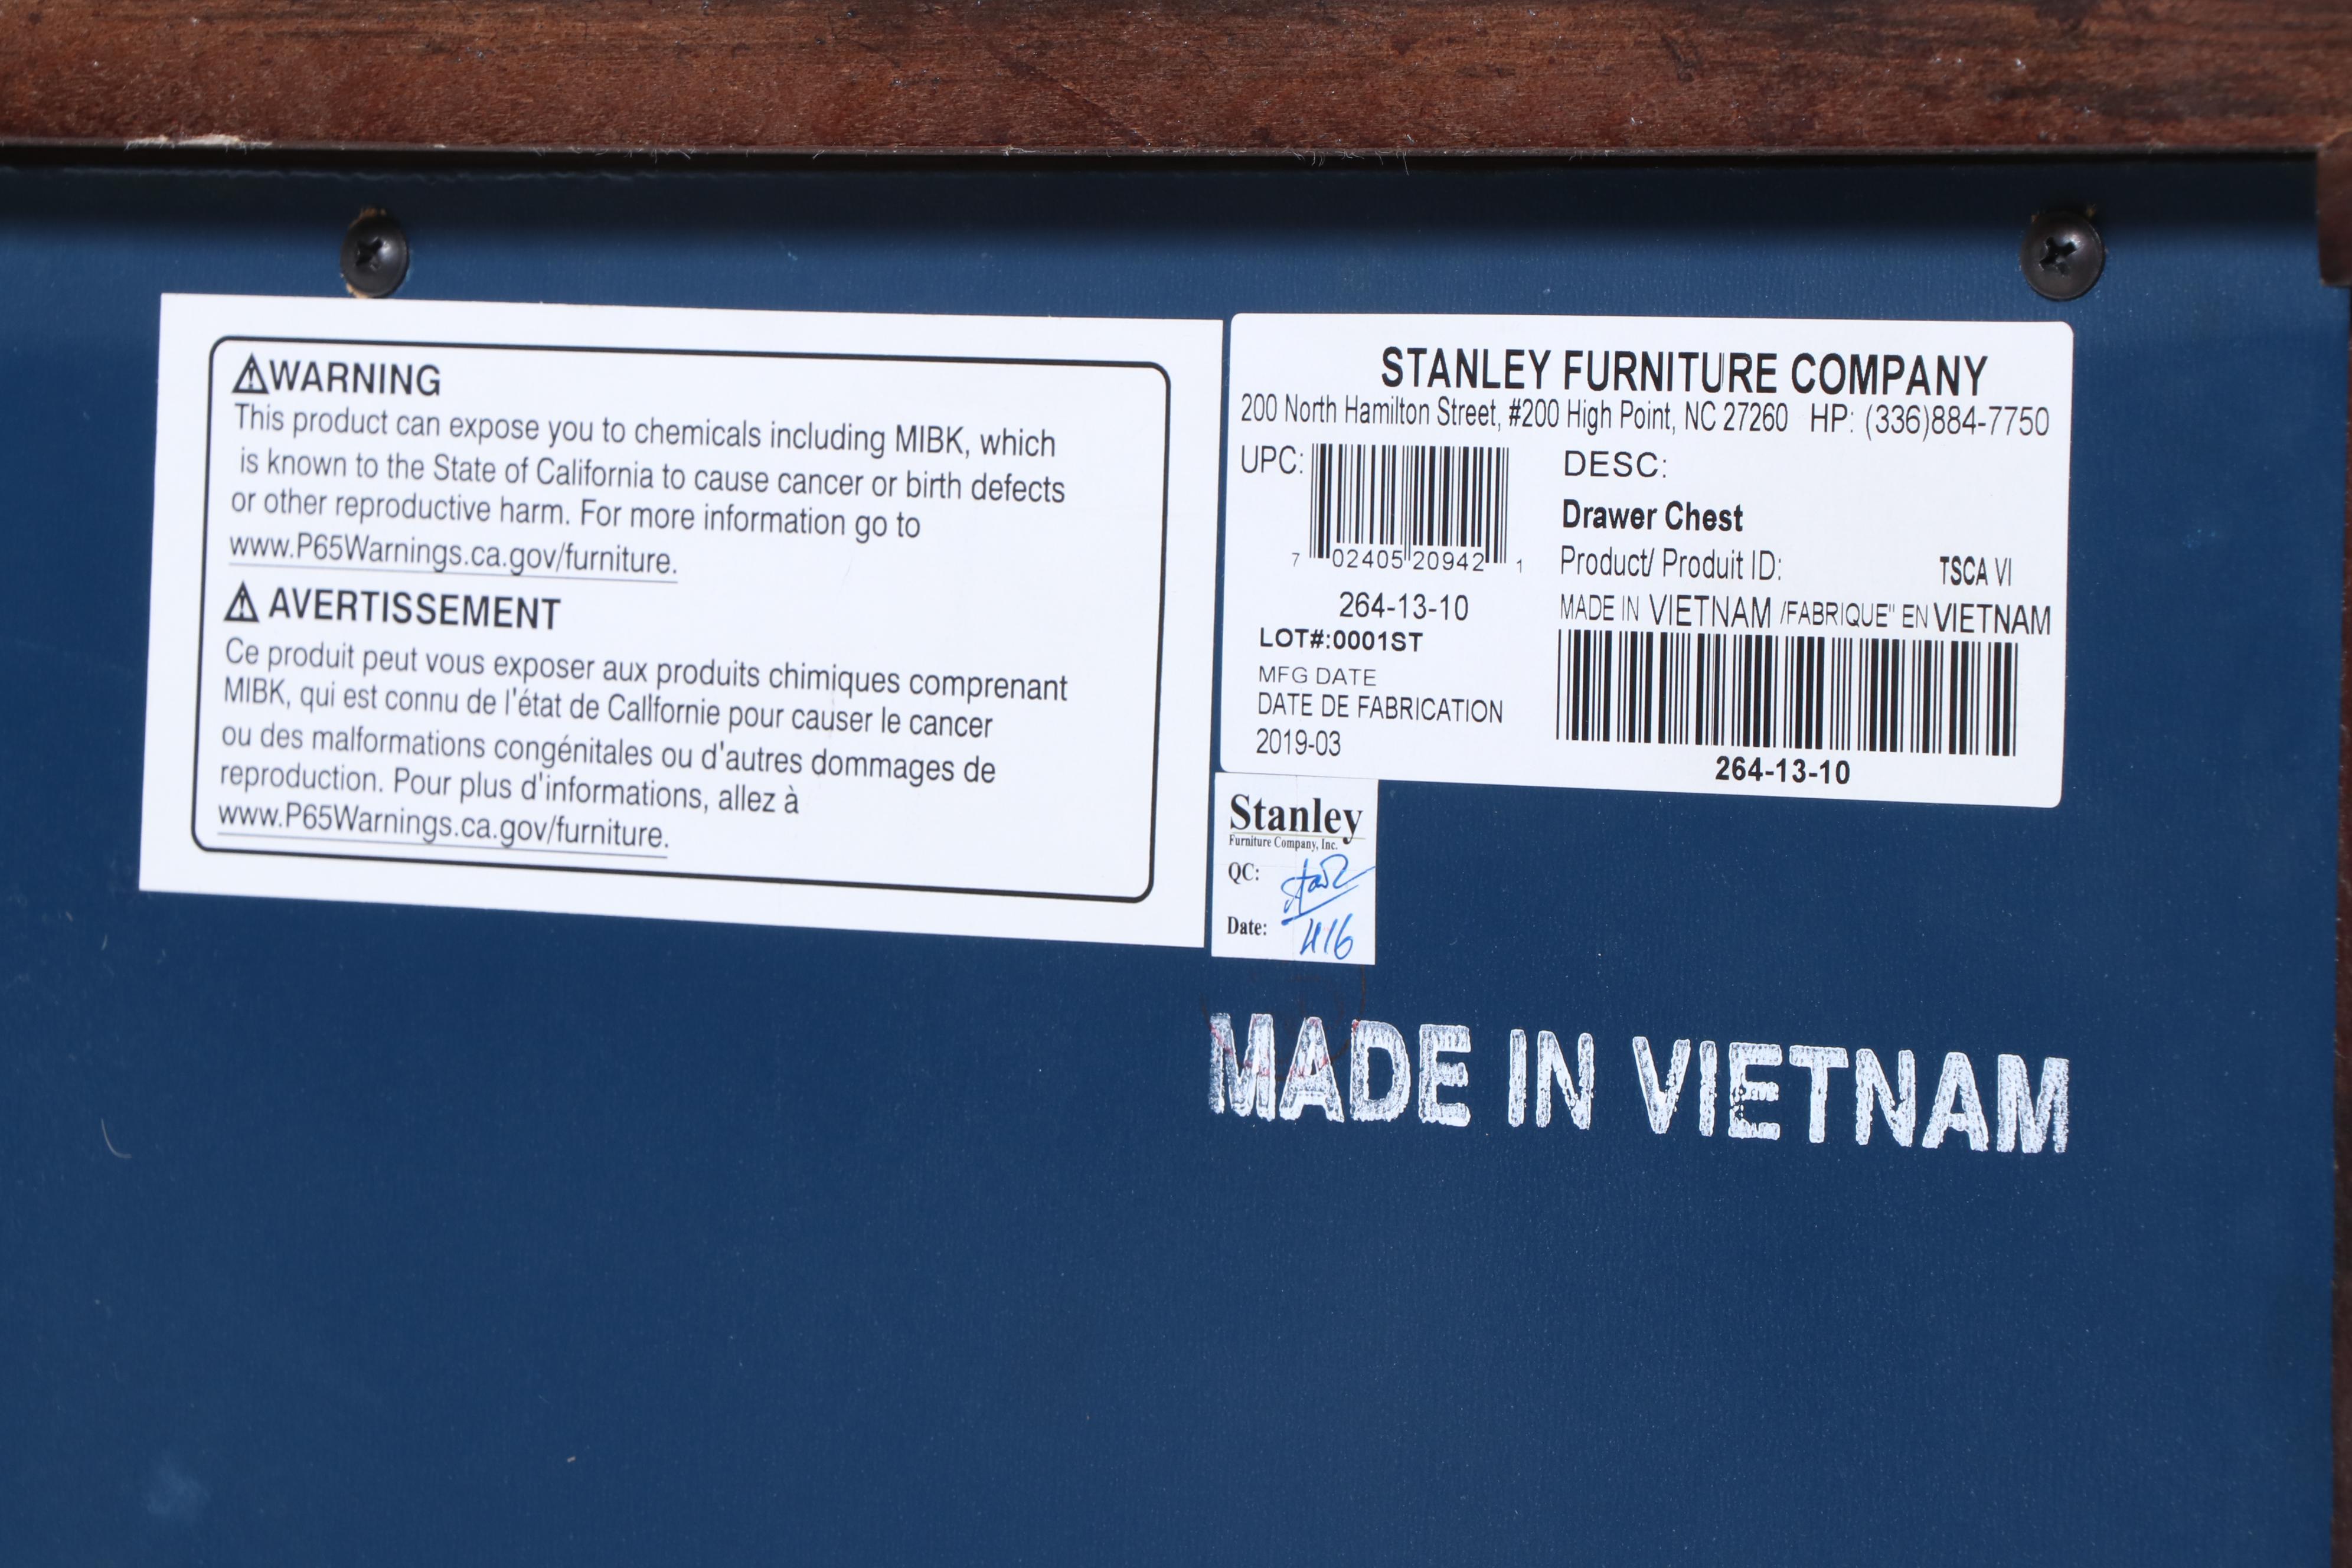 WARNING
This product can expose you to chemicals including MIBK, which
is known to the State of California to cause cancer or birth defects
or other reproductive harm. For more information go to
www.P65Warnings.ca.gov/furniture.
AVERTISSEMENT
Ce produit peut vous exposer aux produits chimiques comprenant
MIBK, qui est connu de l'état de Callfornie pour causer le cancer
ou des malformations congénitales ou d'autres dommages de
reproduction. Pour plus d'informations, allez à
www.P65Warnings.ca.gov/furniture.
STANLEY FURNITURE COMPANY
200 North Hamilton Street, #200 High Point, NC 27260 HP: (336)884-7750
UPC:
7 02405 20942 1
264-13-10
LOT#:0001ST
MFG DATE
DATE DE FABRICATION
2019-03
DESC:
Drawer Chest
Product/ Produit ID: TSCA VI
MADE IN VIETNAM /FABRIQUE" EN VIETNAM
264-13-10
Stanley
Furniture Company, Inc.
QC:
Date:
MADE IN VIETNAM